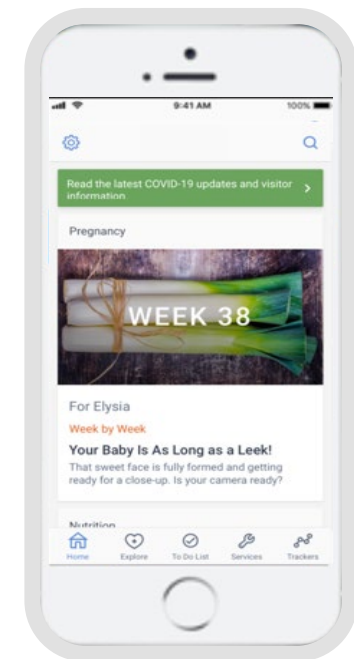 9:41 AM
100%
Read the latest COVID-19 updates and visitor
information
Pregnancy
WEEK 38
For Elysia
Week by Week
Your Baby Is As Long as a Leek!
That sweet face is fully formed and getting
ready for a close-up. Is your camera ready?
Nutrition
Home Explore To Do List Services Trackers